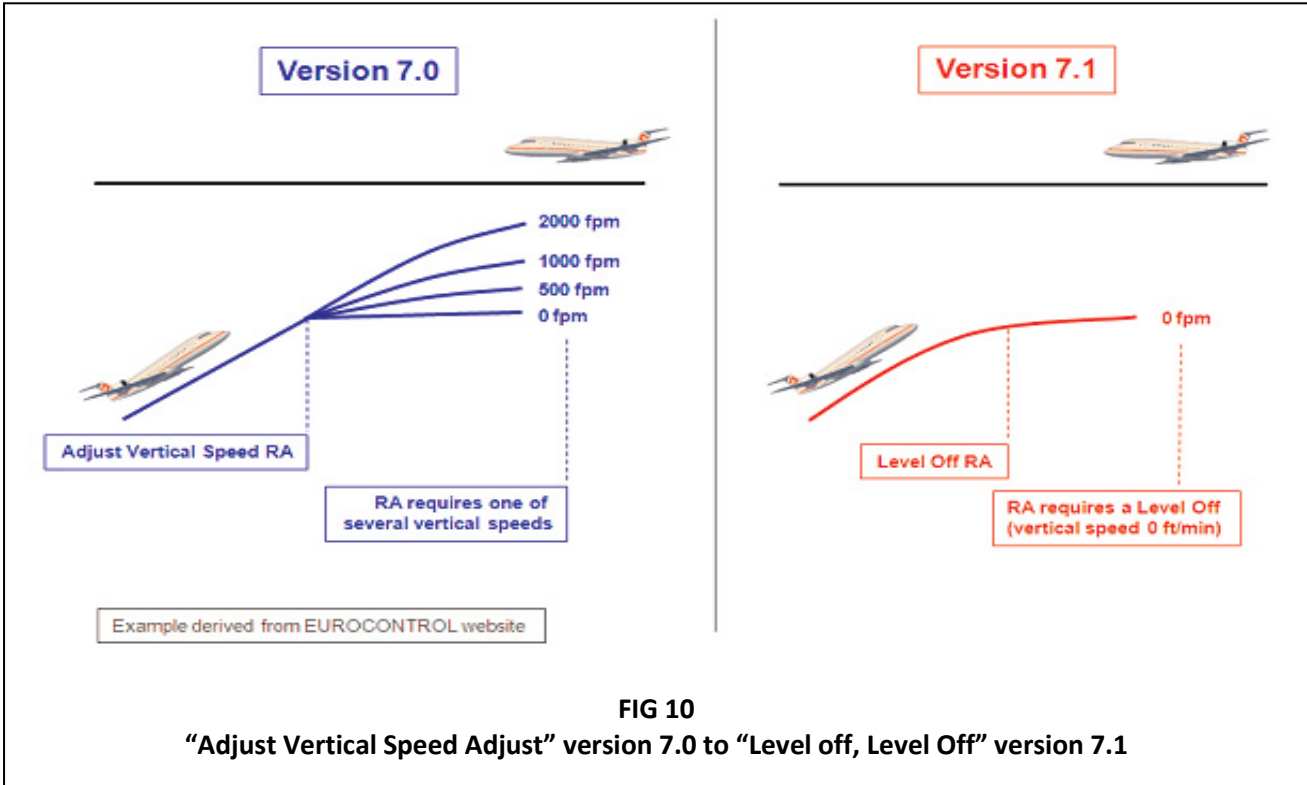 Version 7.0
2000 fpm
1000 fpm
500 fpm
0 fpm
Adjust Vertical Speed RA
RA requires one of
several vertical speeds
Example derived from EUROCONTROL website
Version 7.1
0 fpm
Level Off RA
RA requires a Level Off
(vertical speed 0 ft/min)
FIG 10
“Adjust Vertical Speed Adjust” version 7.0 to “Level off, Level Off” version 7.1